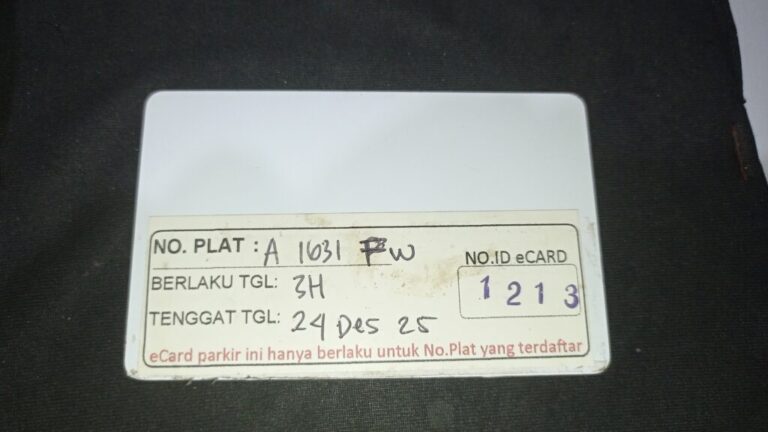 NO. PLAT : A 1631 FW
NO.ID eCARD
1213
BERLAKU TGL: 3H
TENGGAT TGL: 24 Des 25
eCard parkir ini hanya berlaku untuk No.Plat yang terdaftar